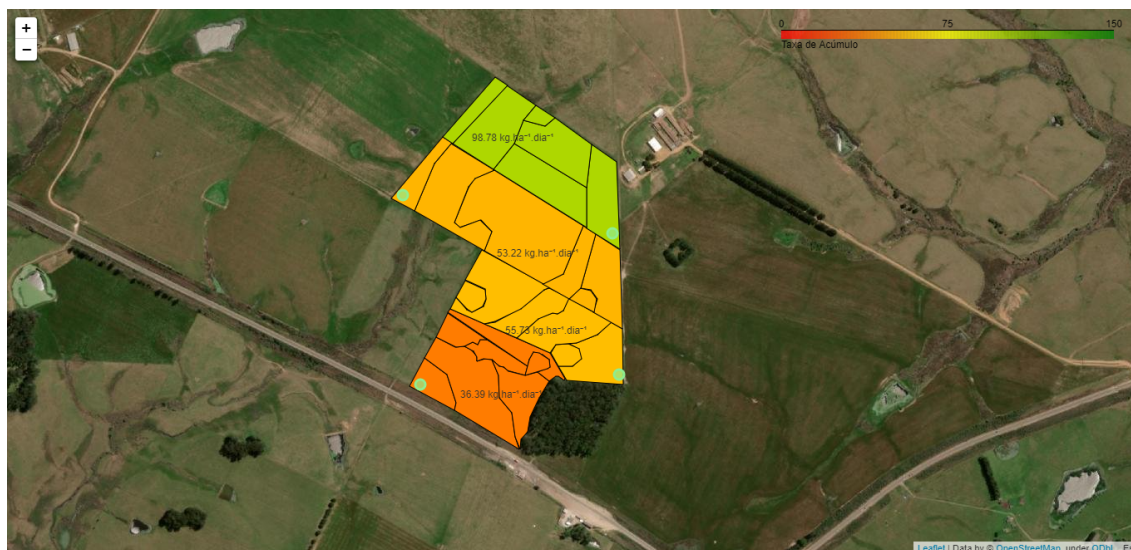 +
−
0
75
150
Taxa de Acúmulo
98.78 kg.ha⁻¹.dia⁻¹
53.22 kg.ha⁻¹.dia⁻¹
55.73 kg.ha⁻¹.dia⁻¹
36.39 kg.ha⁻¹.dia⁻¹
Leaflet | Data by © OpenStreetMap, under ODbL.